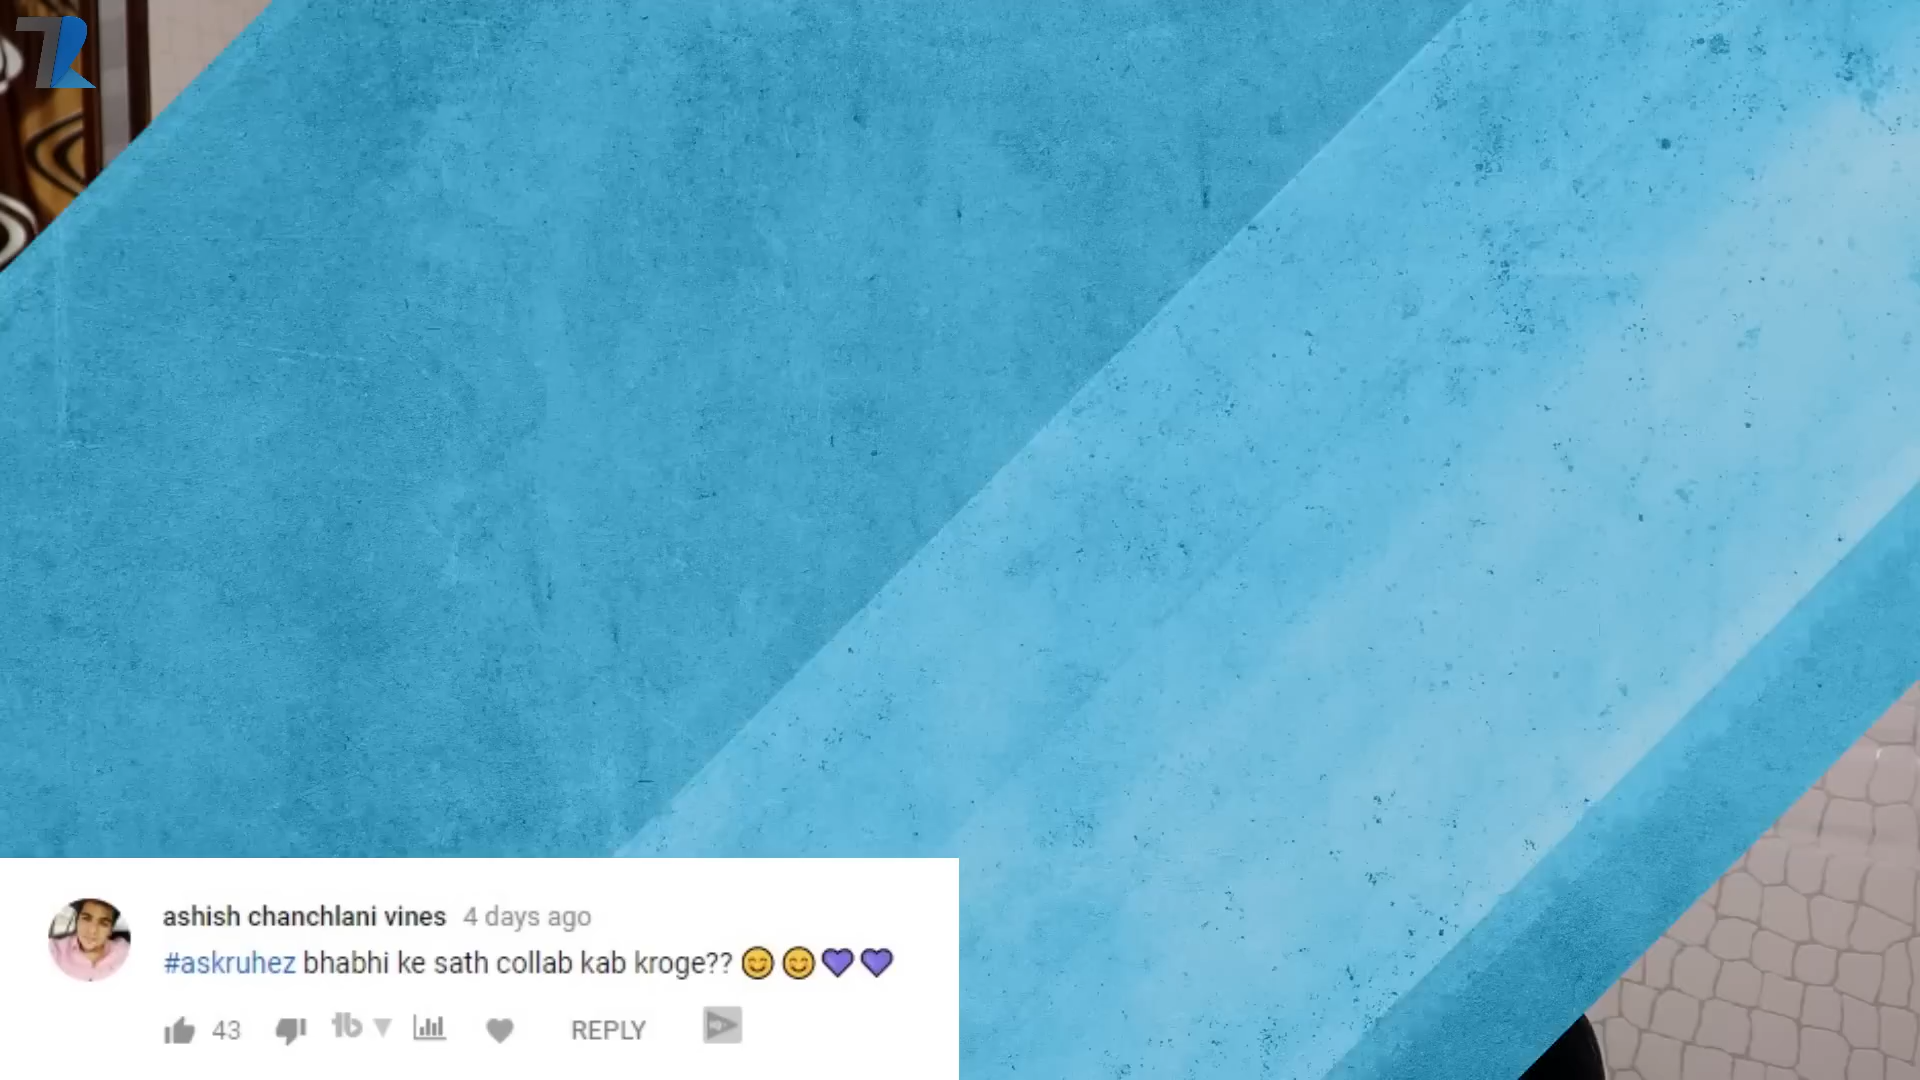 ashish chanchlani vines 4 days ago
#askruhez bhabhi ke sath collab kab kroge?? 😊😊💜💜
43 REPLY